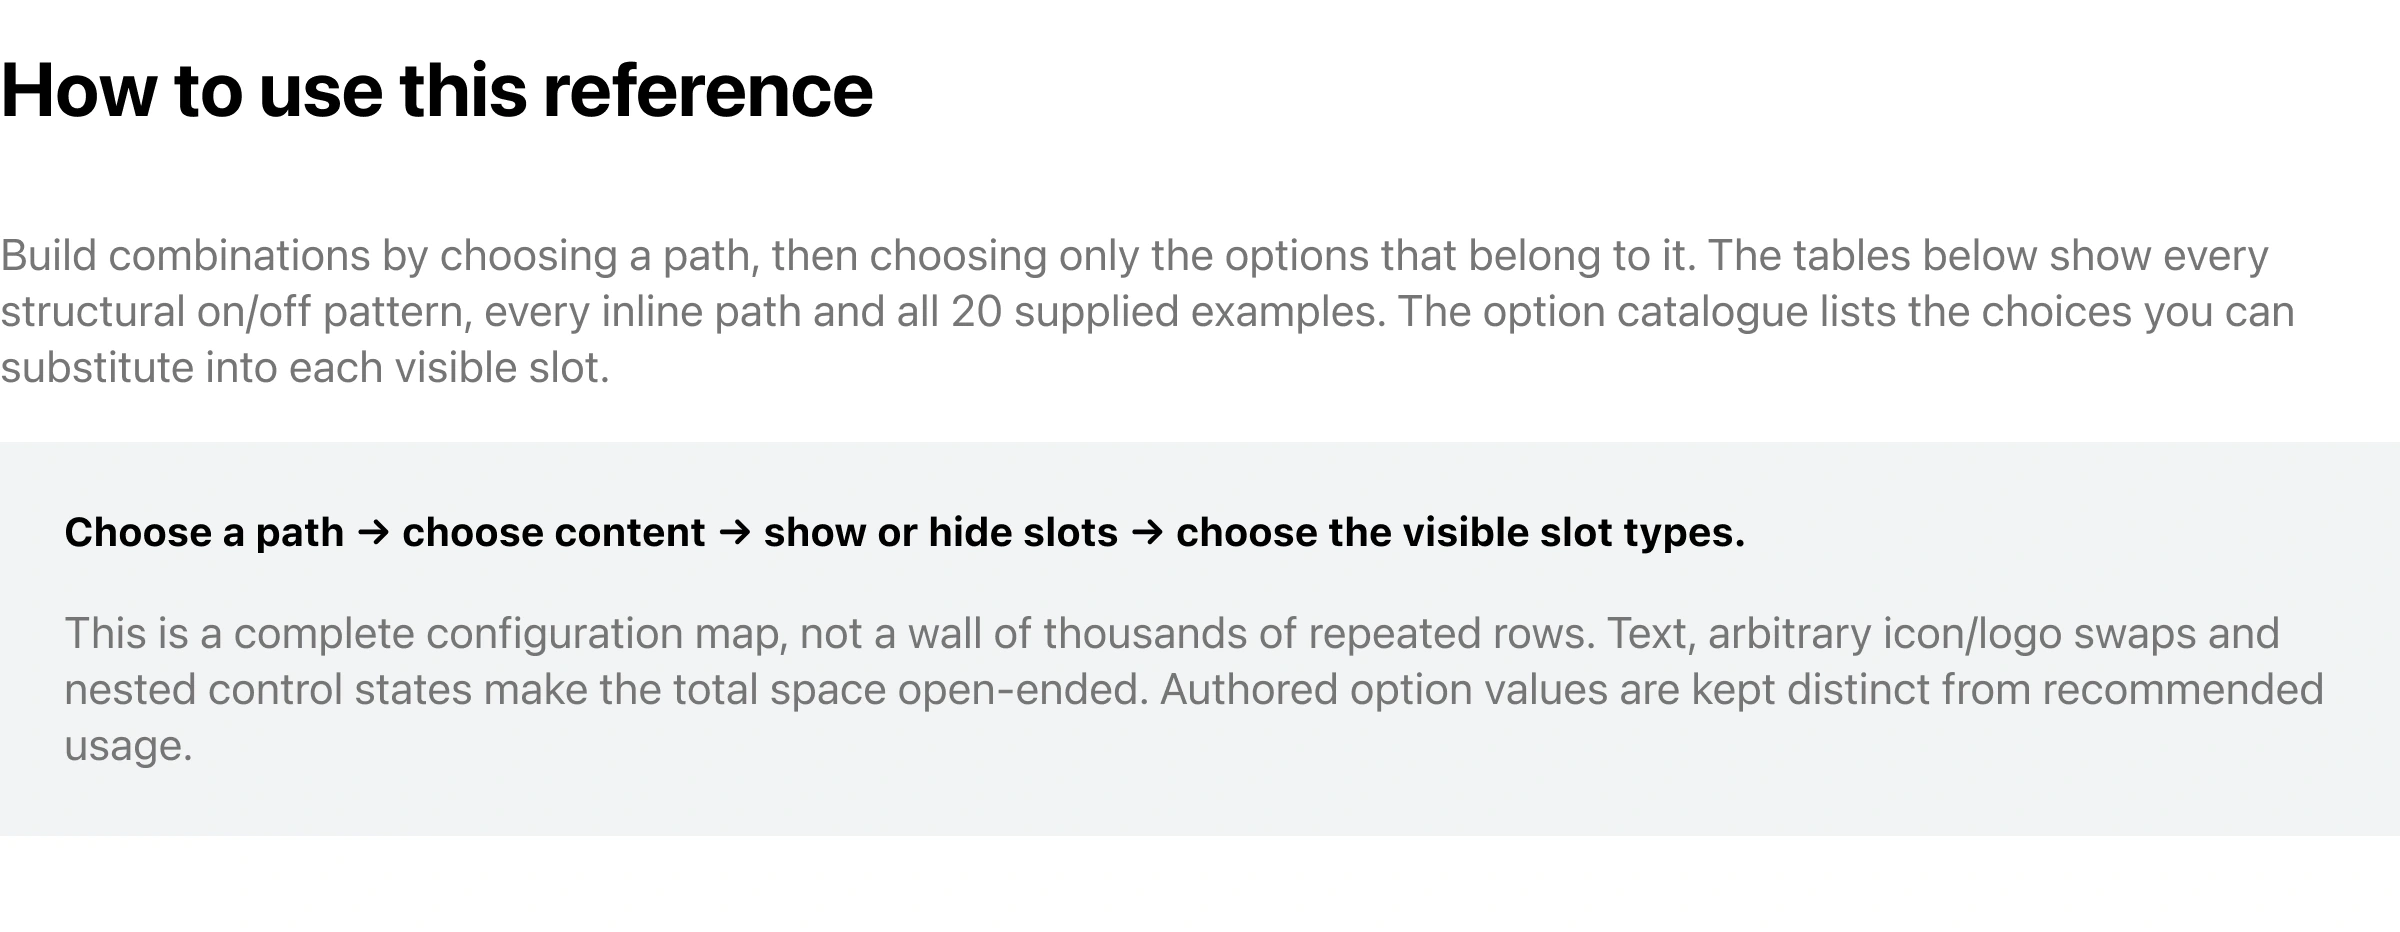 How to use this reference
Build combinations by choosing a path, then choosing only the options that belong to it. The tables below show every
structural on/off pattern, every inline path and all 20 supplied examples. The option catalogue lists the choices you can
substitute into each visible slot.
Choose a path → choose content → show or hide slots → choose the visible slot types.
This is a complete configuration map, not a wall of thousands of repeated rows. Text, arbitrary icon/logo swaps and
nested control states make the total space open-ended. Authored option values are kept distinct from recommended
usage.